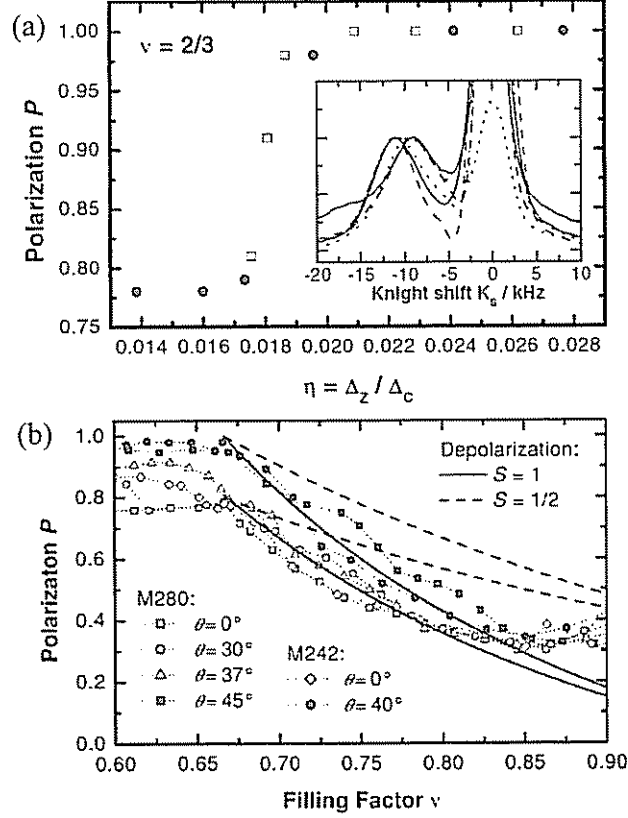 (a)
ν = 2/3
1.00
0.95
0.90
0.85
0.80
0.75
Polarization P
-20 -15 -10 -5 0 5 10
Knight shift Kₛ / kHz
0.014 0.016 0.018 0.020 0.022 0.024 0.026 0.028
η = Δ_z / Δ_c
(b)
1.0
0.8
0.6
0.4
0.2
0.0
Polarizaton P
Depolarization:
S = 1
S = 1/2
M280:
θ = 0°
θ = 30°
θ = 37°
θ = 45°
M242:
θ = 0°
θ = 40°
0.60 0.65 0.70 0.75 0.80 0.85 0.90
Filling Factor ν